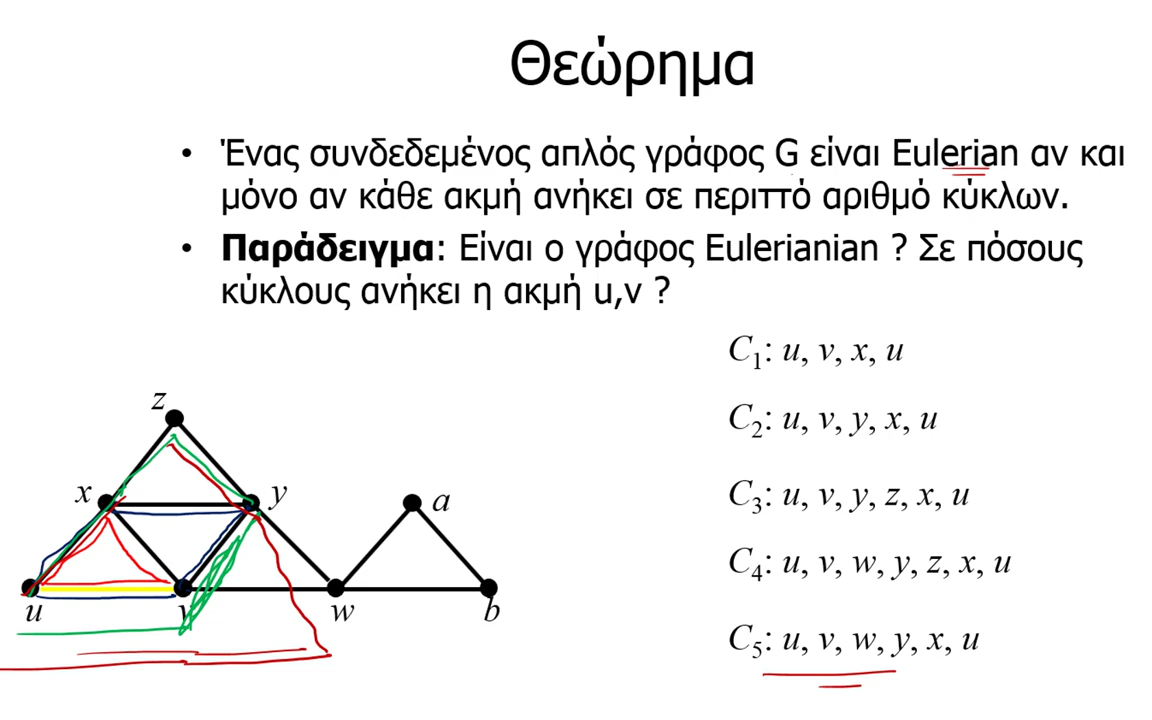 Θεώρημα
• Ένας συνδεδεμένος απλός γράφος G είναι Eulerian αν και
μόνο αν κάθε ακμή ανήκει σε περιττό αριθμό κύκλων.
• Παράδειγμα: Είναι ο γράφος Eulerianian ? Σε πόσους
κύκλους ανήκει η ακμή u,v ?
C1: u, v, x, u
C2: u, v, y, x, u
C3: u, v, y, z, x, u
C4: u, v, w, y, z, x, u
C5: u, v, w, y, x, u
z
x
y
a
u
v
w
b